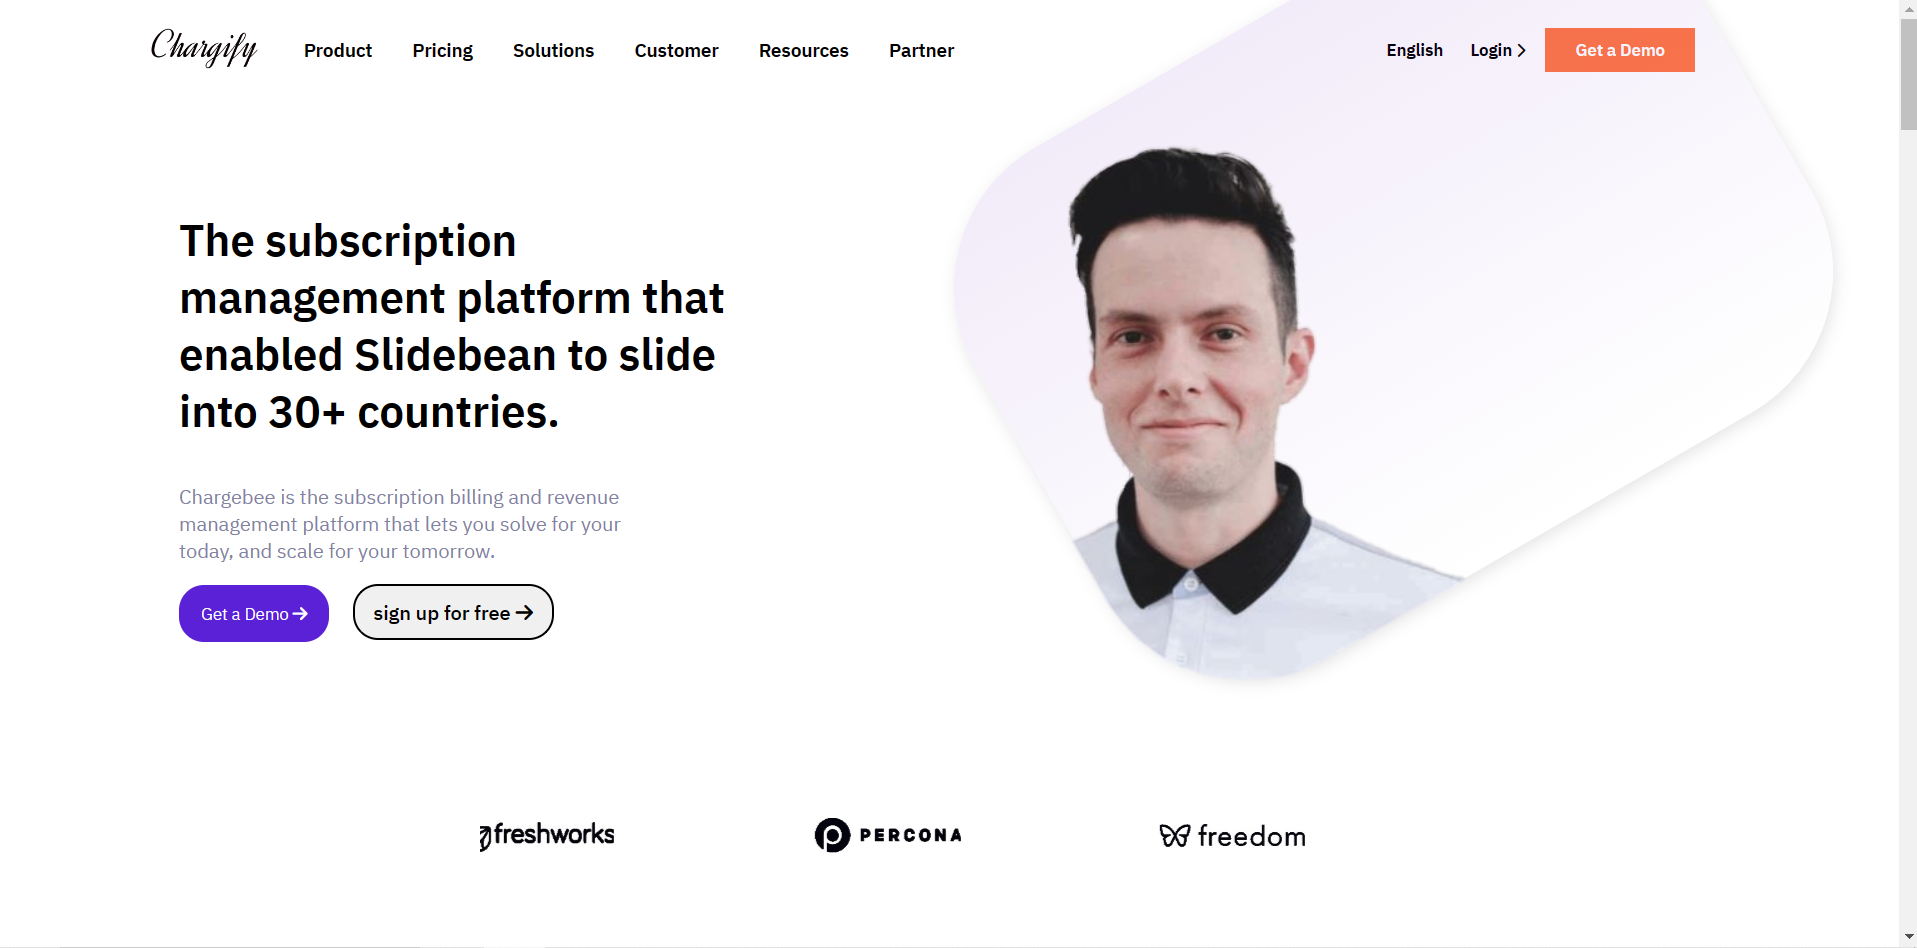 Chargify
Product Pricing Solutions Customer Resources Partner
English Login Get a Demo
The subscription
management platform that
enabled Slidebean to slide
into 30+ countries.
Chargebee is the subscription billing and revenue
management platform that lets you solve for your
today, and scale for your tomorrow.
Get a Demo
sign up for free
freshworks
PERCONA
freedom